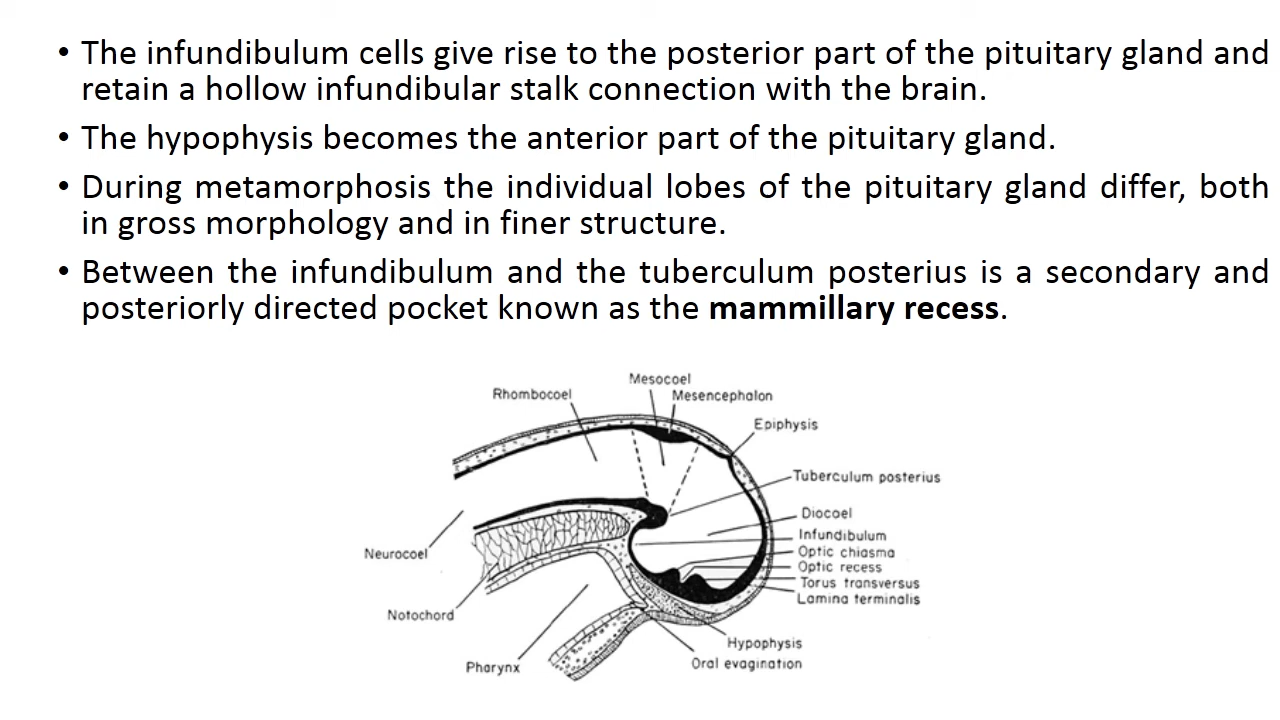 • The infundibulum cells give rise to the posterior part of the pituitary gland and
retain a hollow infundibular stalk connection with the brain.
• The hypophysis becomes the anterior part of the pituitary gland.
• During metamorphosis the individual lobes of the pituitary gland differ, both
in gross morphology and in finer structure.
• Between the infundibulum and the tuberculum posterius is a secondary and
posteriorly directed pocket known as the mammillary recess.
Mesocoel
Rhombocoel
Mesencephalon
Epiphysis
Tuberculum posterius
Diocoel
Infundibulum
Optic chiasma
Optic recess
Torus transversus
Lamina terminalis
Neurocoel
Notochord
Hypophysis
Pharynx
Oral evagination